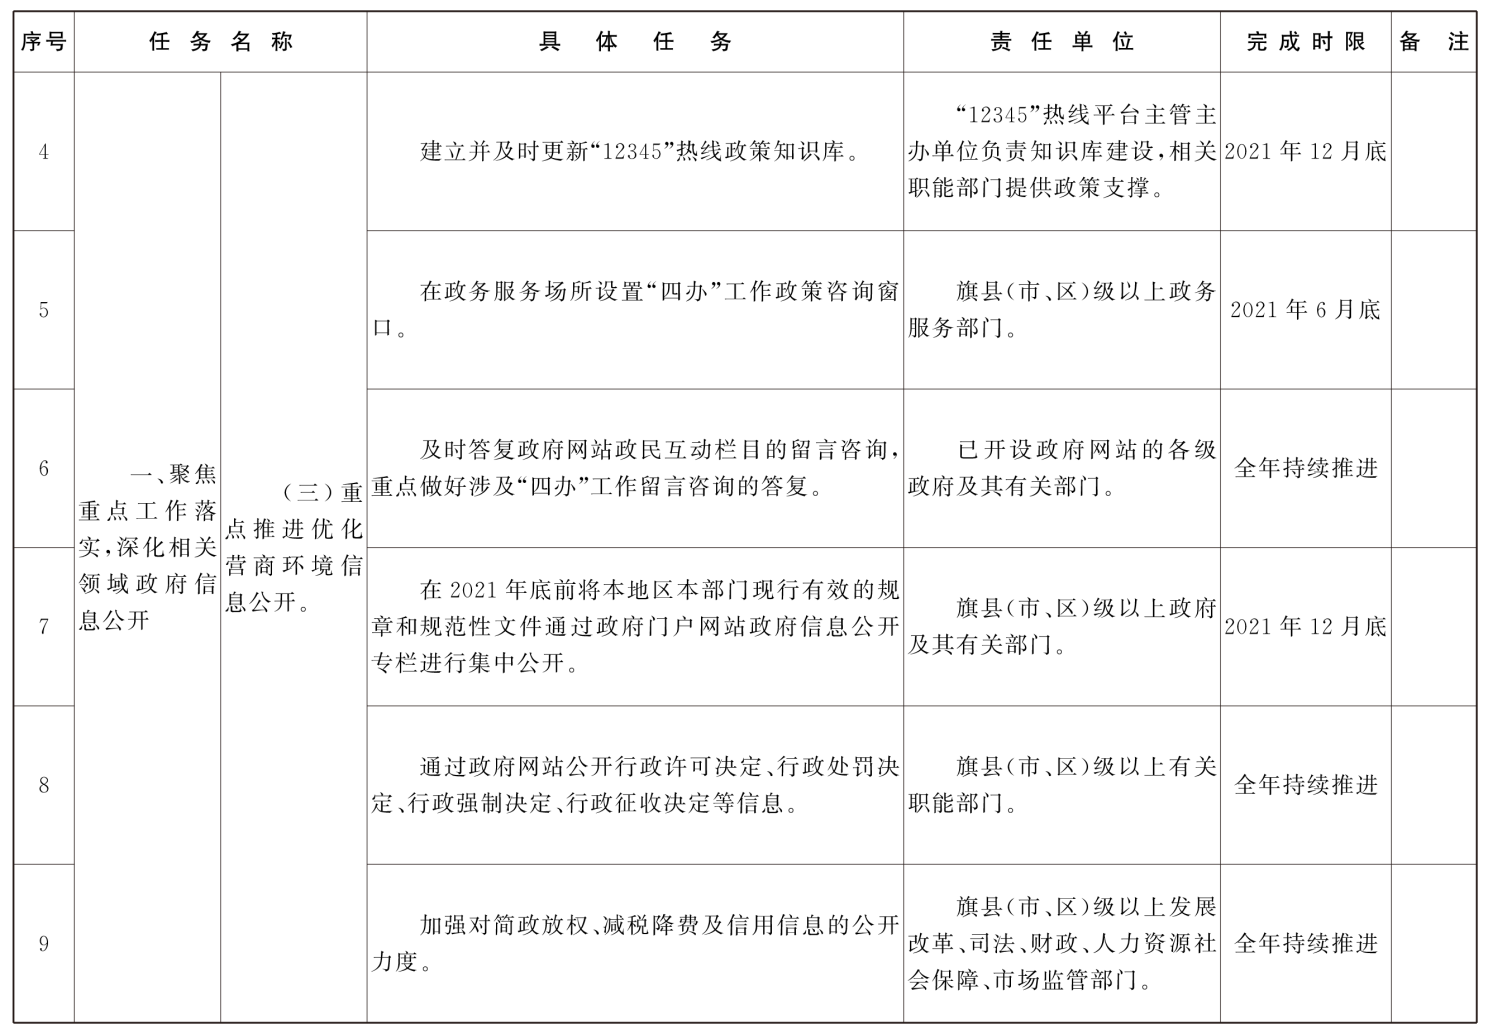 序号 任务名称 具体任务 责任单位 完成时限 备注
4
一、聚焦
重点工作落
实，深化相关
领域政府信
息公开
（三）重
点推进优化
营商环境信
息公开。
建立并及时更新“12345”热线政策知识库。
“12345”热线平台主管主
办单位负责知识库建设，相关
职能部门提供政策支撑。
2021 年 12 月底
5
在政务服务场所设置“四办”工作政策咨询窗
口。
旗县（市、区）级以上政务
服务部门。
2021 年 6 月底
6
及时答复政府网站政民互动栏目的留言咨询，
重点做好涉及“四办”工作留言咨询的答复。
已开设政府网站的各级
政府及其有关部门。
全年持续推进
7
在 2021 年底前将本地区本部门现行有效的规
章和规范性文件通过政府门户网站政府信息公开
专栏进行集中公开。
旗县（市、区）级以上政府
及其有关部门。
2021 年 12 月底
8
通过政府网站公开行政许可决定、行政处罚决
定、行政强制决定、行政征收决定等信息。
旗县（市、区）级以上有关
职能部门。
全年持续推进
9
加强对简政放权、减税降费及信用信息的公开
力度。
旗县（市、区）级以上发展
改革、司法、财政、人力资源社
会保障、市场监管部门。
全年持续推进